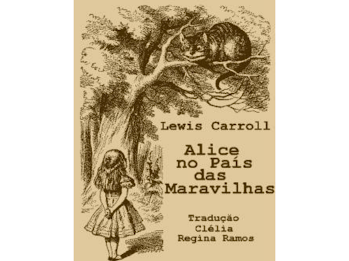 Lewis Carroll
Alice
no País
das
Maravilhas
Tradução
Clélia
Regina Ramos